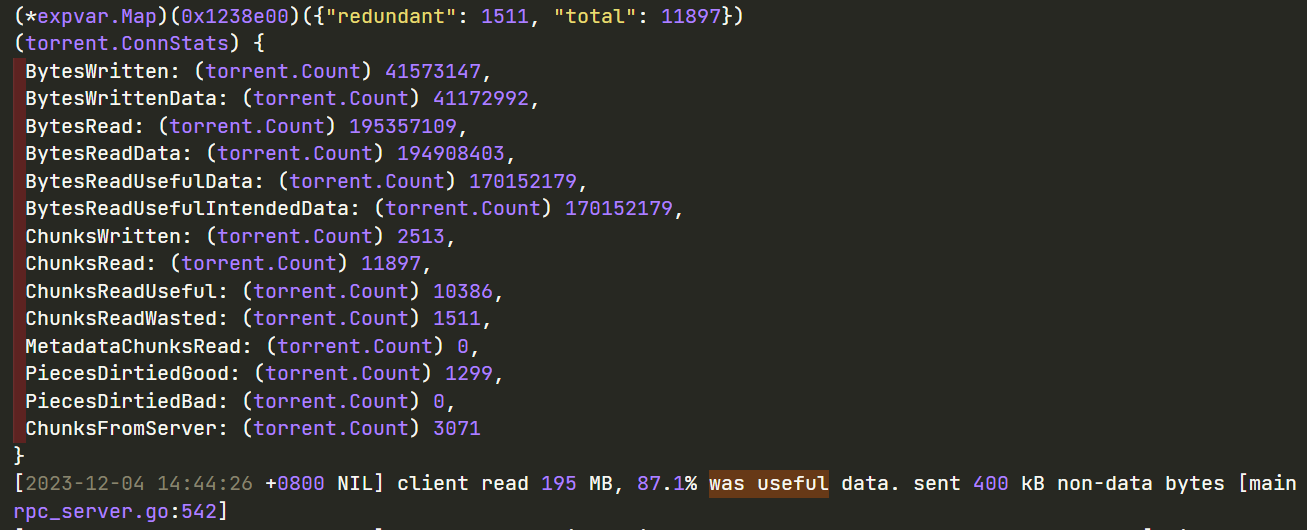 (*expvar.Map)(0x1238e00)({"redundant": 1511, "total": 11897})
(torrent.ConnStats) {
BytesWritten: (torrent.Count) 41573147,
BytesWrittenData: (torrent.Count) 41172992,
BytesRead: (torrent.Count) 195357109,
BytesReadData: (torrent.Count) 194908403,
BytesReadUsefulData: (torrent.Count) 170152179,
BytesReadUsefulIntendedData: (torrent.Count) 170152179,
ChunksWritten: (torrent.Count) 2513,
ChunksRead: (torrent.Count) 11897,
ChunksReadUseful: (torrent.Count) 10386,
ChunksReadWasted: (torrent.Count) 1511,
MetadataChunksRead: (torrent.Count) 0,
PiecesDirtiedGood: (torrent.Count) 1299,
PiecesDirtiedBad: (torrent.Count) 0,
ChunksFromServer: (torrent.Count) 3071
}
[2023-12-04 14:44:26 +0800 NIL] client read 195 MB, 87.1% was useful data. sent 400 kB non-data bytes [main
rpc_server.go:542]